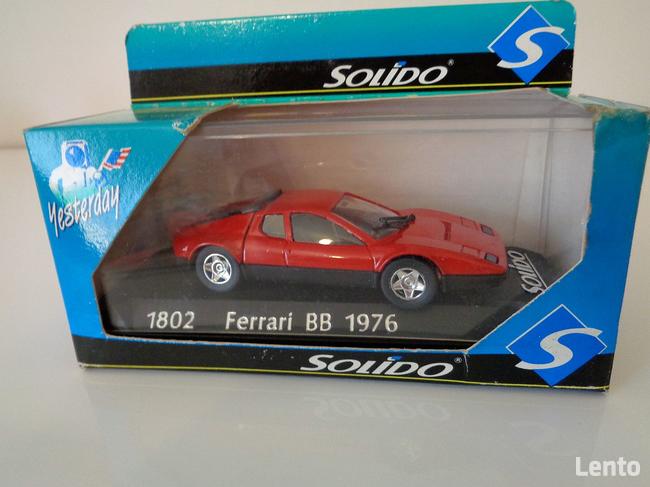 SOLIDO®
S
Yesterday
SOLIDO
1802 Ferrari BB 1976
SOLIDO®
S
Lento